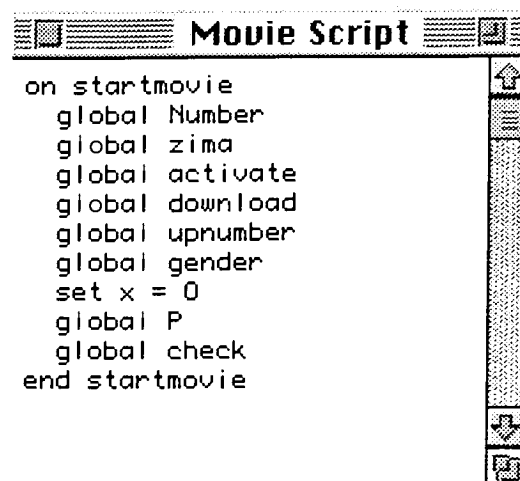 Movie Script
on startmovie
global Number
global zima
global activate
global download
global upnumber
global gender
set x = 0
global P
global check
end startmovie